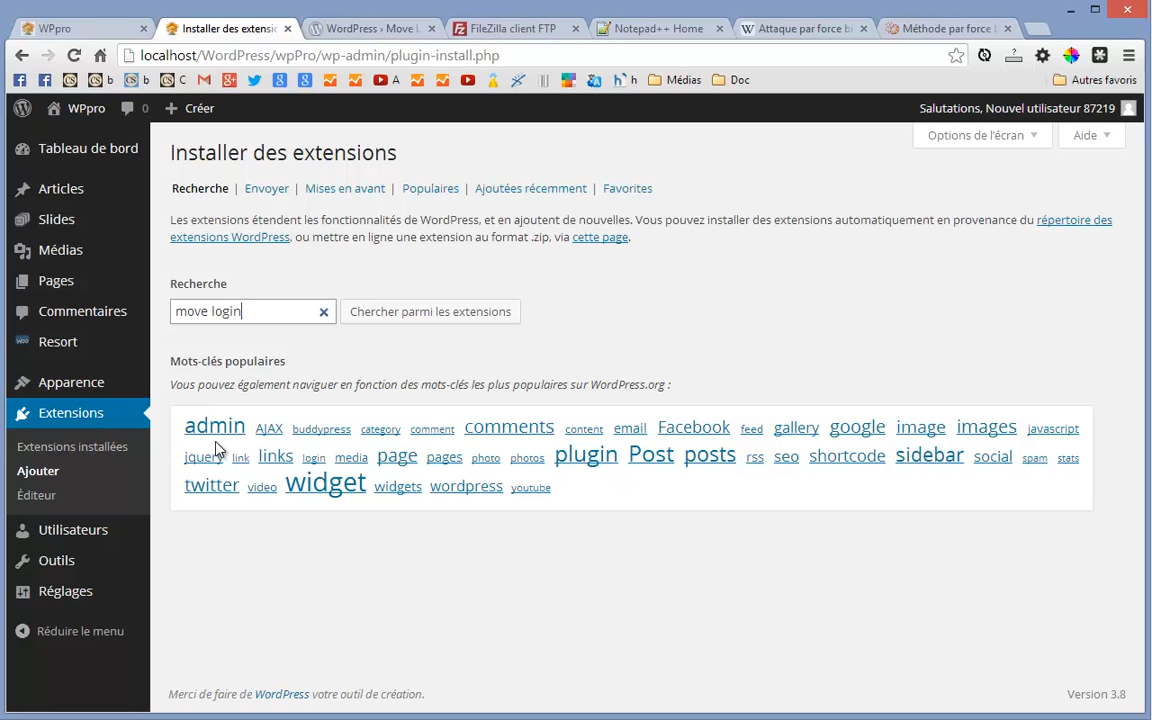 WPpro
Installer des extensio
WordPress › Move L
FileZilla client FTP
Notepad++ Home
Attaque par force b
Méthode par force b
localhost/WordPress/wpPro/wp-admin/plugin-install.php
b b C A h Médias Doc Autres favoris
WPpro 0 Créer Salutations, Nouvel utilisateur 87219
Options de l'écran Aide
Tableau de bord
Articles
Slides
Médias
Pages
Commentaires
Resort
Apparence
Extensions
Extensions installées
Ajouter
Éditeur
Utilisateurs
Outils
Réglages
Réduire le menu
Installer des extensions
Recherche | Envoyer | Mises en avant | Populaires | Ajoutées récemment | Favorites
Les extensions étendent les fonctionnalités de WordPress, et en ajoutent de nouvelles. Vous pouvez installer des extensions automatiquement en provenance du répertoire des
extensions WordPress, ou mettre en ligne une extension au format .zip, via cette page.
Recherche
move login Chercher parmi les extensions
Mots-clés populaires
Vous pouvez également naviguer en fonction des mots-clés les plus populaires sur WordPress.org :
admin AJAX buddypress category comment comments content email Facebook feed gallery google image images javascript
jquery link links login media page pages photo photos plugin Post posts rss seo shortcode sidebar social spam stats
twitter video widget widgets wordpress youtube
Merci de faire de WordPress votre outil de création. Version 3.8